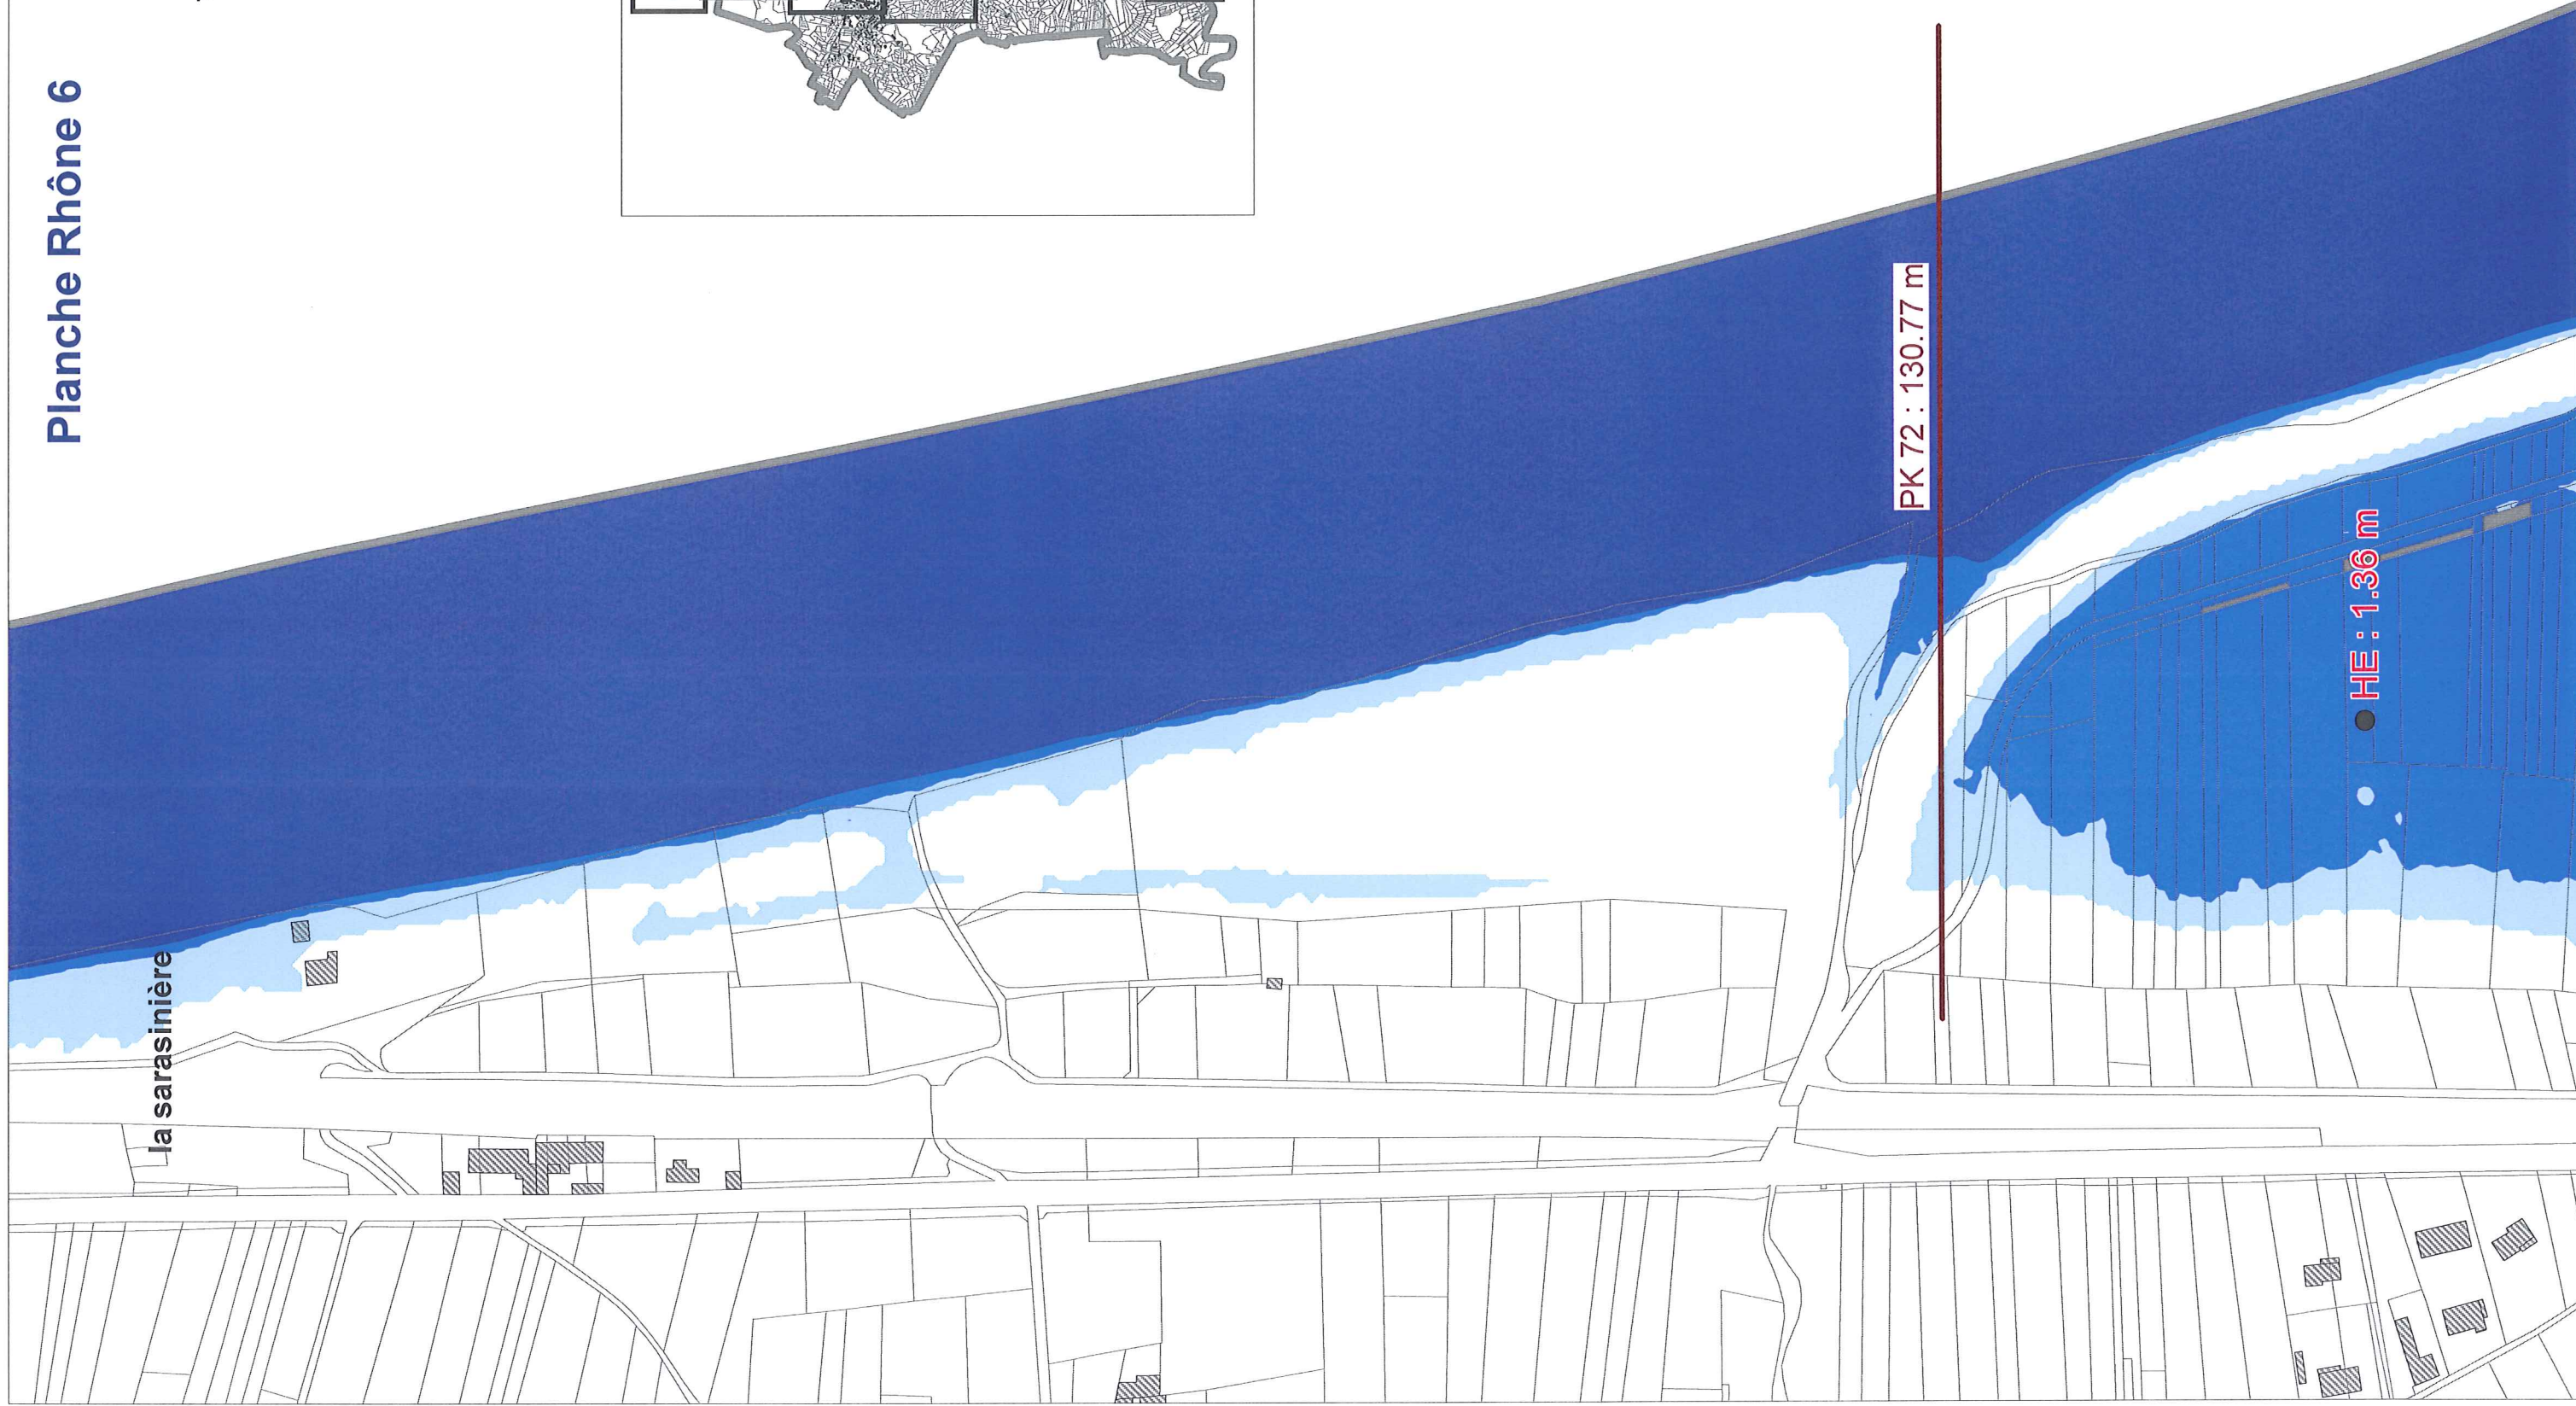 Planche Rhône 6
la sarasinière
PK 72 : 130.77 m
HE : 1.36 m